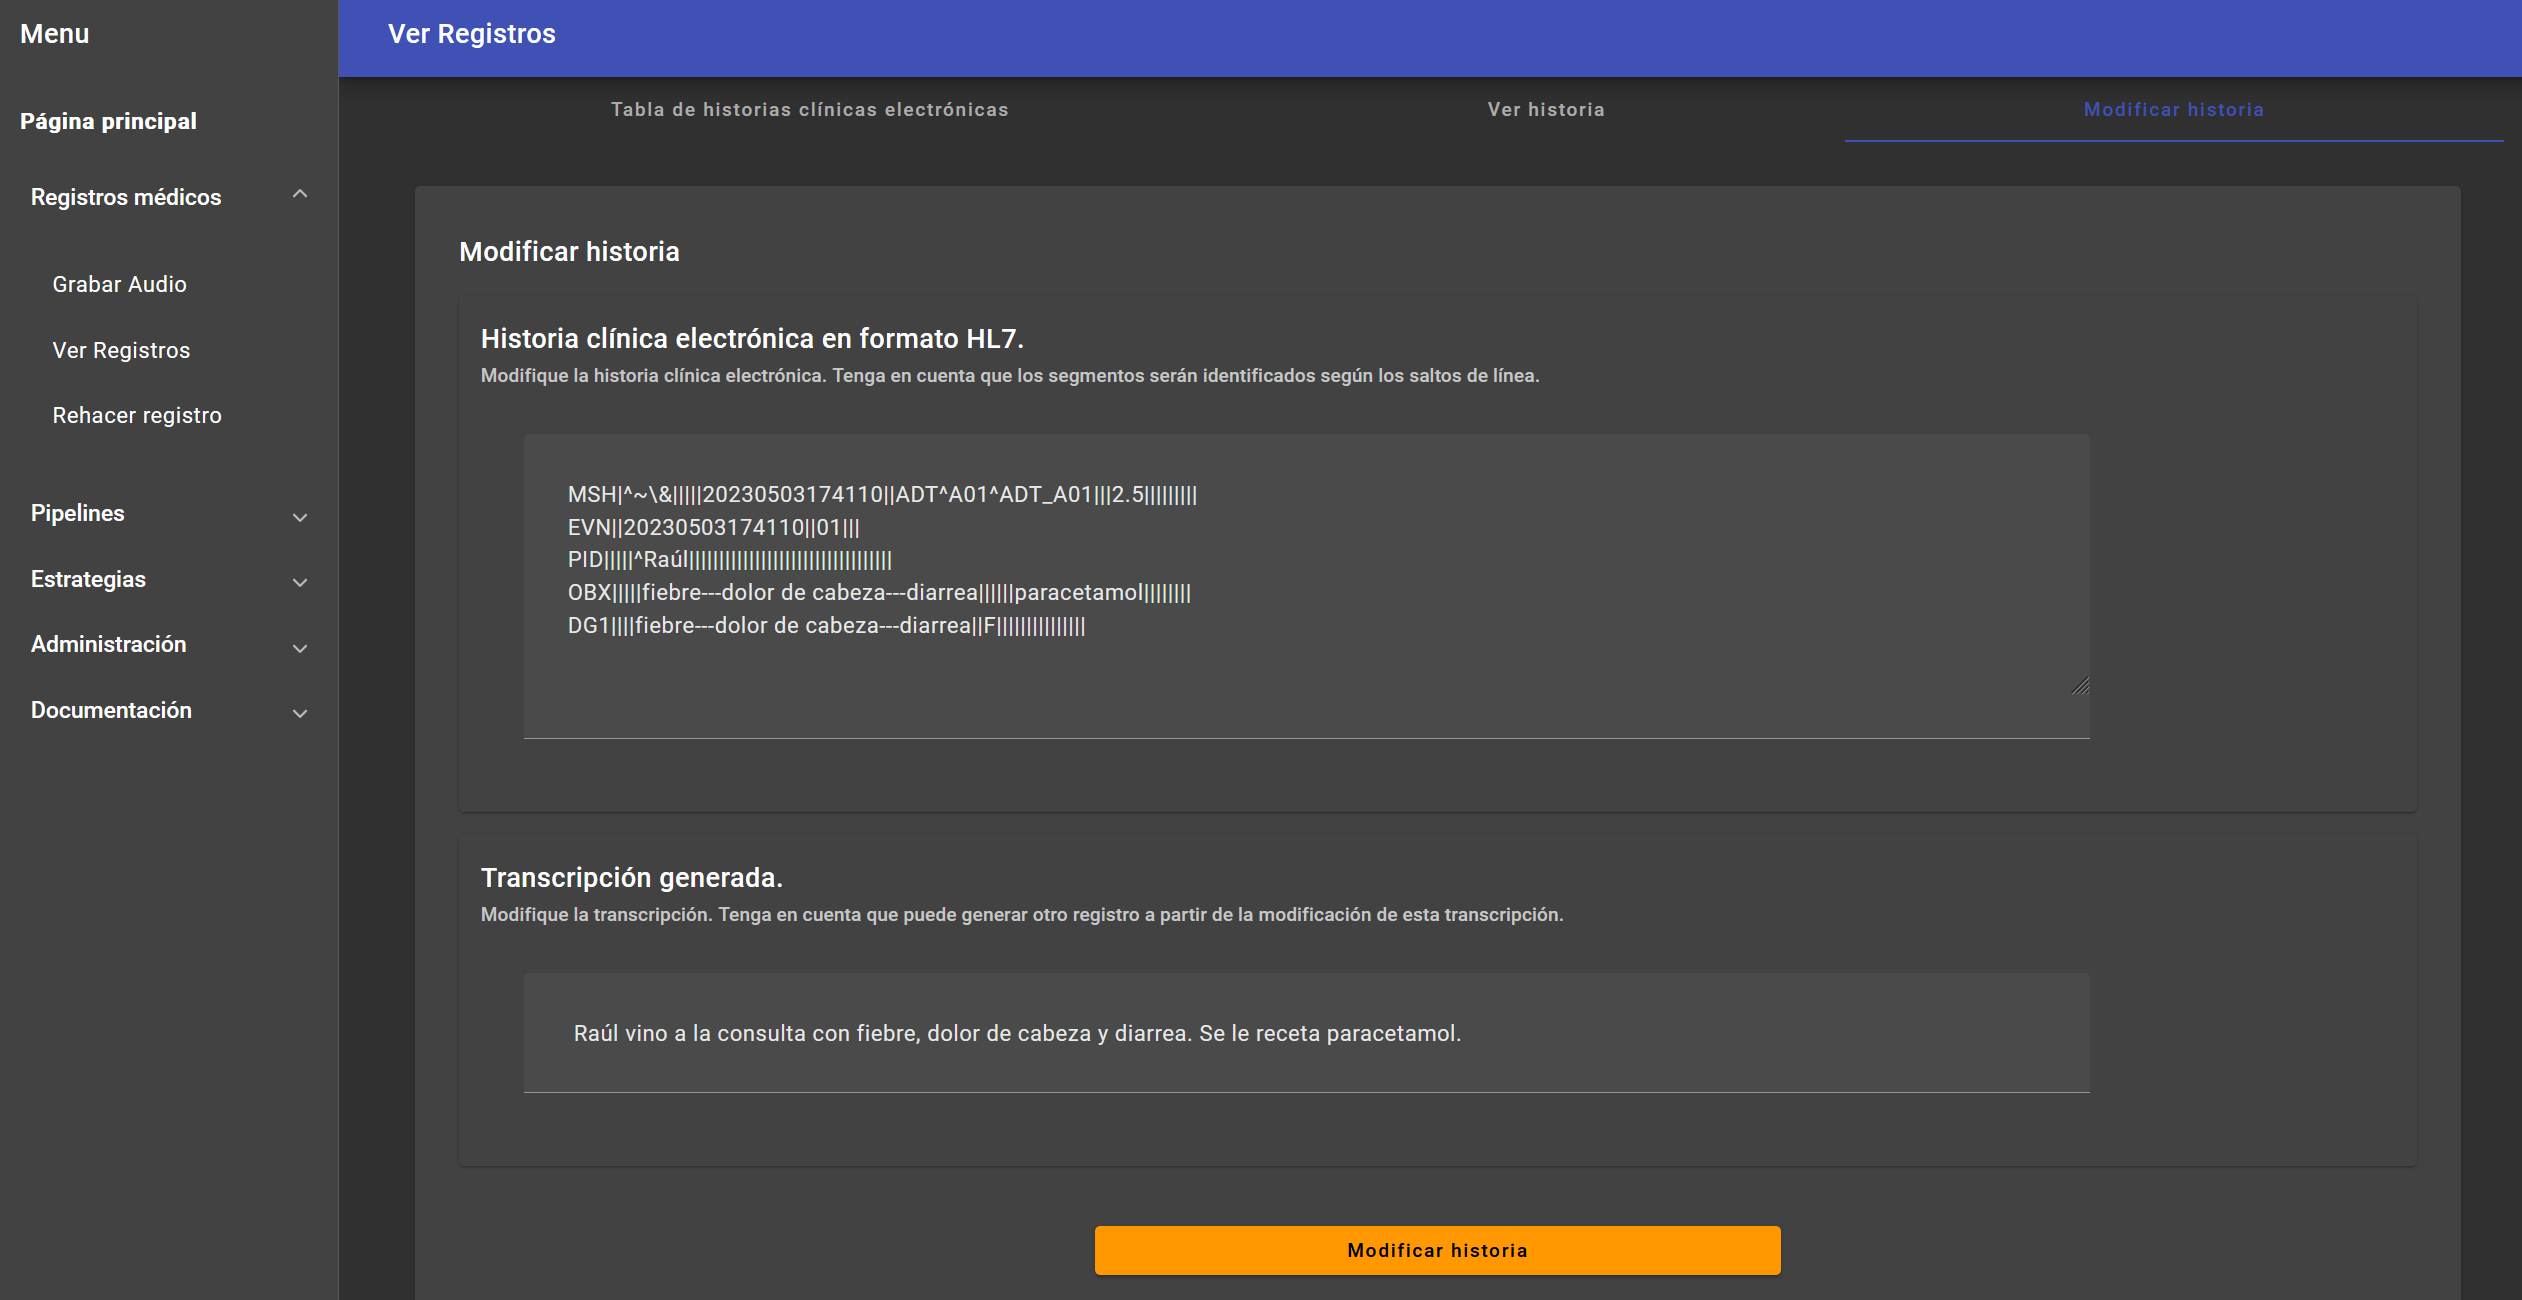 Menu
Página principal
Registros médicos
Grabar Audio
Ver Registros
Rehacer registro
Pipelines
Estrategias
Administración
Documentación
Ver Registros
Tabla de historias clínicas electrónicas
Ver historia
Modificar historia
Modificar historia
Historia clínica electrónica en formato HL7.
Modifique la historia clínica electrónica. Tenga en cuenta que los segmentos serán identificados según los saltos de línea.
MSH|^~\&|||||20230503174110||ADT^A01^ADT_A01|||2.5|||||||||
EVN||20230503174110||01|||
PID|||||^Raúl||||||||||||||||||||||||||||||||||
OBX|||||fiebre---dolor de cabeza---diarrea||||||paracetamol||||||||
DG1||||fiebre---dolor de cabeza---diarrea||F|||||||||||||||
Transcripción generada.
Modifique la transcripción. Tenga en cuenta que puede generar otro registro a partir de la modificación de esta transcripción.
Raúl vino a la consulta con fiebre, dolor de cabeza y diarrea. Se le receta paracetamol.
Modificar historia